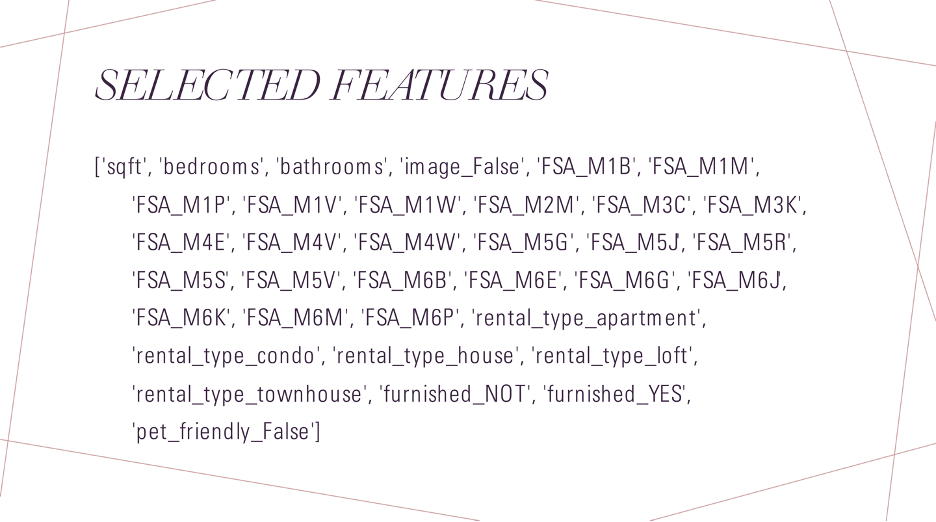 SELECTED FEATURES
['sqft', 'bedrooms', 'bathrooms', 'image_False', 'FSA_M1B', 'FSA_M1M',
'FSA_M1P', 'FSA_M1V', 'FSA_M1W', 'FSA_M2M', 'FSA_M3C', 'FSA_M3K',
'FSA_M4E', 'FSA_M4V', 'FSA_M4W', 'FSA_M5G', 'FSA_M5J', 'FSA_M5R',
'FSA_M5S', 'FSA_M5V', 'FSA_M6B', 'FSA_M6E', 'FSA_M6G', 'FSA_M6J',
'FSA_M6K', 'FSA_M6M', 'FSA_M6P', 'rental_type_apartment',
'rental_type_condo', 'rental_type_house', 'rental_type_loft',
'rental_type_townhouse', 'furnished_NOT', 'furnished_YES',
'pet_friendly_False']